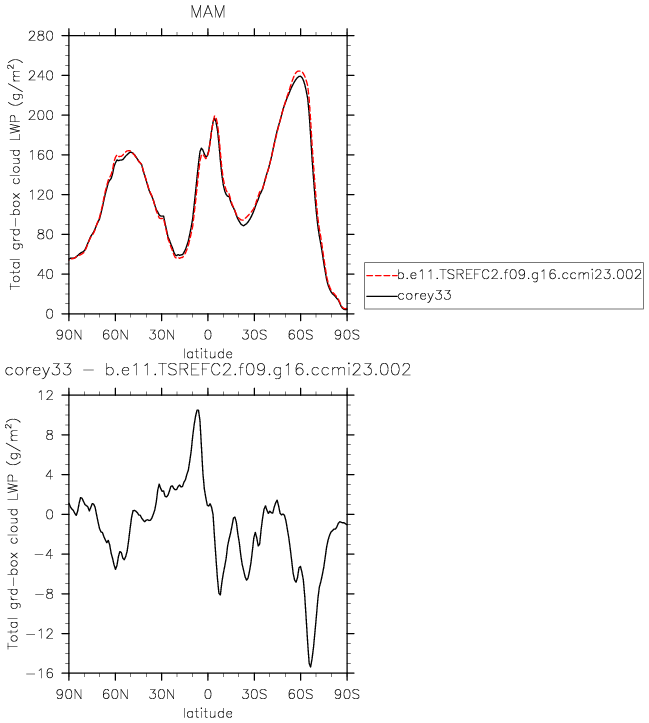 MAM
Total grd-box cloud LWP (g/m²)
280
240
200
160
120
80
40
0
90N 60N 30N 0 30S 60S 90S
latitude
b.e11.TSREFC2.f09.g16.ccmi23.002
corey33
corey33 - b.e11.TSREFC2.f09.g16.ccmi23.002
Total grd-box cloud LWP (g/m²)
12
8
4
0
-4
-8
-12
-16
90N 60N 30N 0 30S 60S 90S
latitude